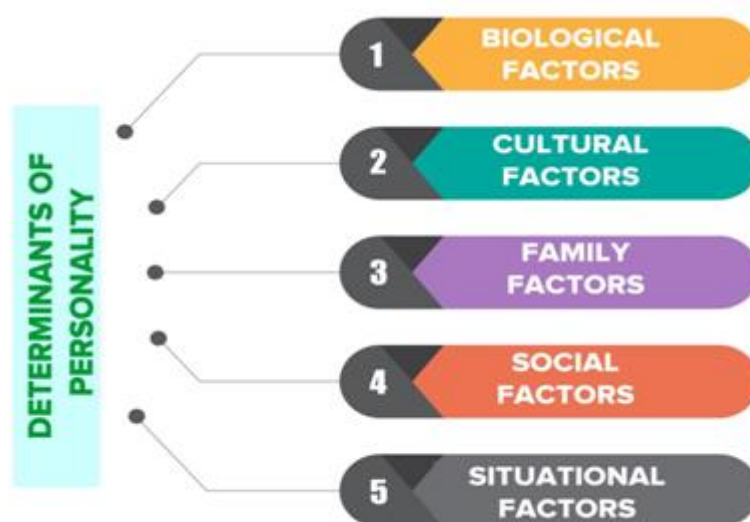 DETERMINANTS OF
PERSONALITY
1
BIOLOGICAL
FACTORS
2
CULTURAL
FACTORS
3
FAMILY
FACTORS
4
SOCIAL
FACTORS
5
SITUATIONAL
FACTORS